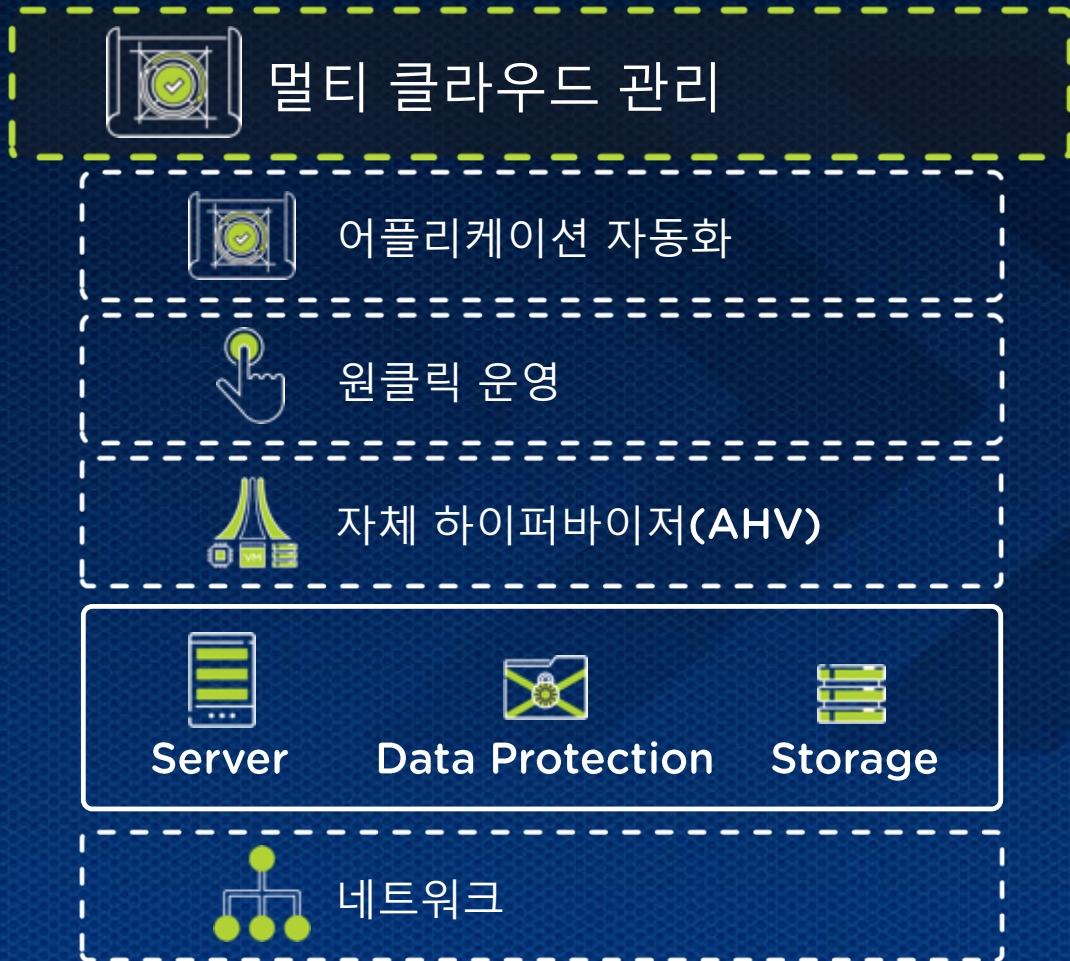 멀티 클라우드 관리
어플리케이션 자동화
원클릭 운영
자체 하이퍼바이저(AHV)
VM
Server Data Protection Storage
네트워크